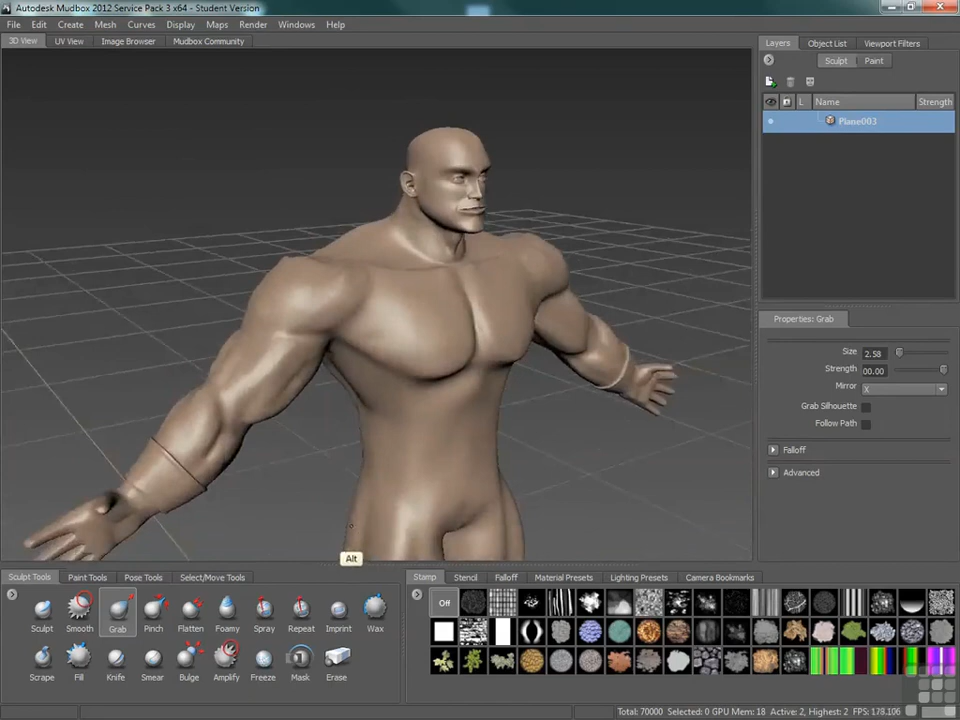 Autodesk Mudbox 2012 Service Pack 3 x64 - Student Version
File Edit Create Mesh Curves Display Maps Render Windows Help
3D View UV View Image Browser Mudbox Community
Layers Object List Viewport Filters
Sculpt Paint
L Name Strength
Plane003
Properties: Grab
Size 2.58
Strength 00.00
Mirror X
Grab Silhouette
Follow Path
Falloff
Advanced
Alt
Sculpt Tools Paint Tools Pose Tools Select/Move Tools
Sculpt Smooth Grab Pinch Flatten Foamy Spray Repeat Imprint Wax
Scrape Fill Knife Smear Bulge Amplify Freeze Mask Erase
Stamp Stencil Falloff Material Presets Lighting Presets Camera Bookmarks
Off
Total: 70000 Selected: 0 GPU Mem: 18 Active: 2, Highest: 2 FPS: 178.106